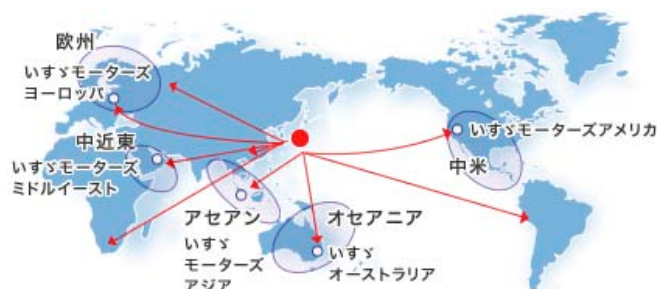 欧州
いすゞモーターズ
ヨーロッパ
中近東
いすゞモーターズ
ミドルイースト
アセアン
いすゞ
モーターズ
アジア
オセアニア
いすゞ
オーストラリア
いすゞモーターズアメリカ
中米